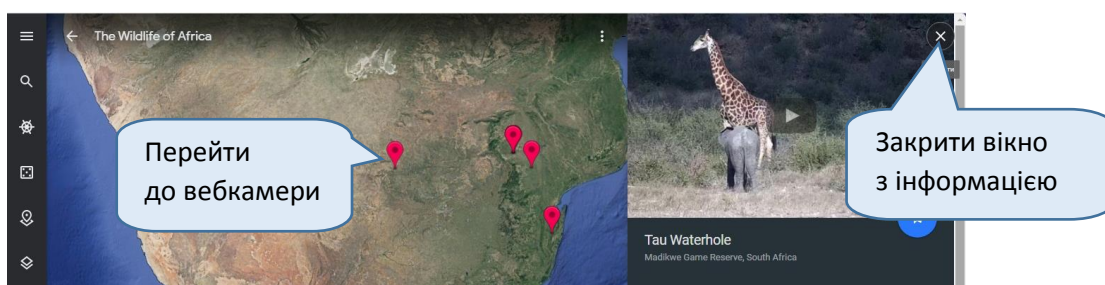 The Wildlife of Africa
Перейти
до вебкамери
Закрити вікно
з інформацією
Tau Waterhole
Madikwe Game Reserve, South Africa